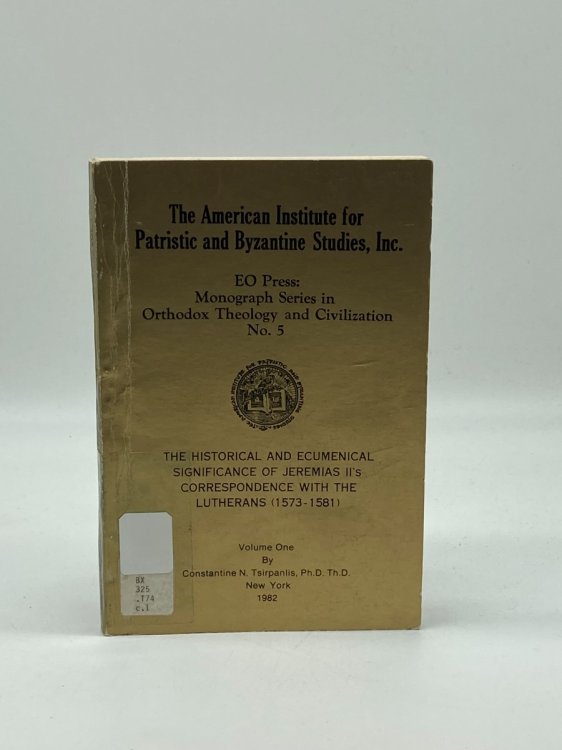 The American Institute for
Patristic and Byzantine Studies, Inc.
EO Press:
Monograph Series in
Orthodox Theology and Civilization
No. 5
THE HISTORICAL AND ECUMENICAL
SIGNIFICANCE OF JEREMIAS II's
CORRESPONDENCE WITH THE
LUTHERANS (1573-1581)
Volume One
By
Constantine N. Tsirpanlis, Ph.D. Th.D.
New York
1982
BX
325
.T74
c.1